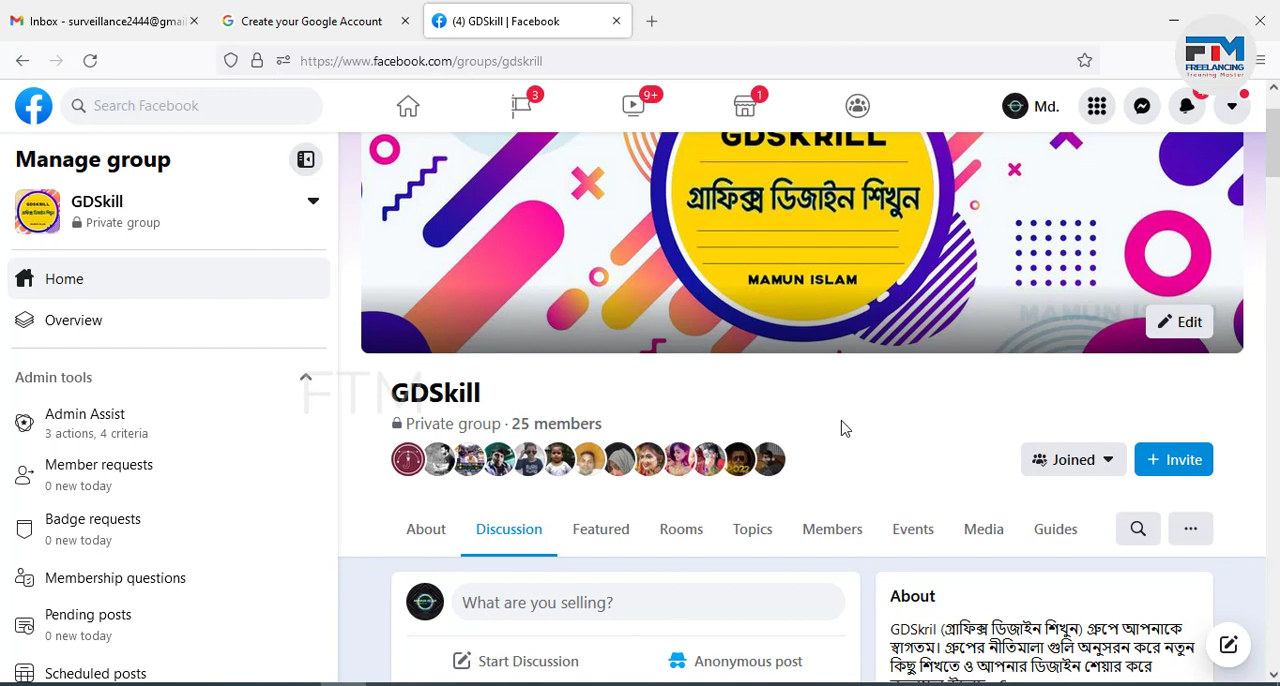 Inbox - surveillance2444@gmai
Create your Google Account
(4) GDSkill | Facebook
https://www.facebook.com/groups/gdskrill
FTM
FREELANCING
Treaning Master
Search Facebook
3
9+
1
Md.
Manage group
GDSkill
Private group
Home
Overview
Admin tools
Admin Assist
3 actions, 4 criteria
Member requests
0 new today
Badge requests
0 new today
Membership questions
Pending posts
0 new today
Scheduled posts
GDSKRILL
গ্রাফিক্স ডিজাইন শিখুন
MAMUN ISLAM
MAMUN I
Edit
FTM
GDSkill
Private group · 25 members
Joined
+ Invite
About
Discussion
Featured
Rooms
Topics
Members
Events
Media
Guides
What are you selling?
Start Discussion
Anonymous post
About
GDSkril (গ্রাফিক্স ডিজাইন শিখুন) গ্রুপে আপনাকে
স্বাগতম। গ্রুপের নীতিমালা গুলি অনুসরন করে নতুন
কিছু শিখতে ও আপনার ডিজাইন শেয়ার করে